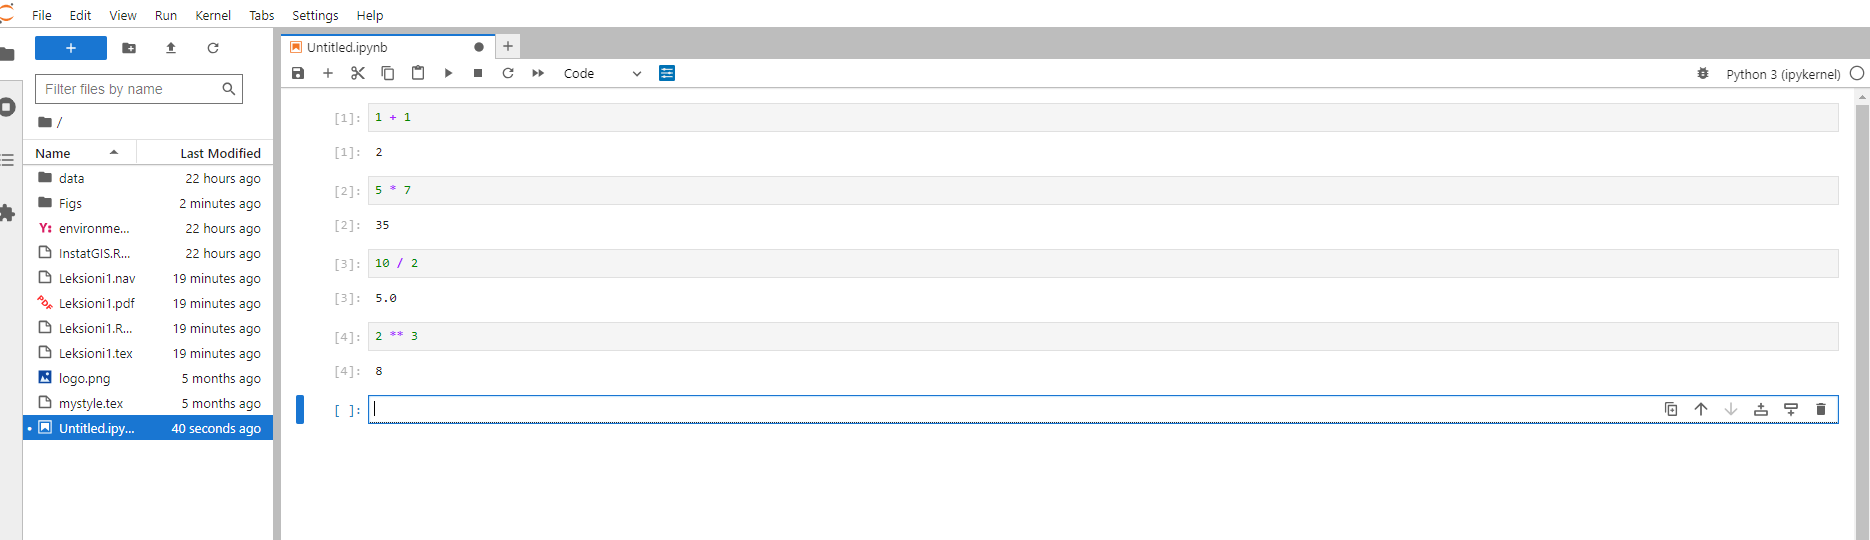 File Edit View Run Kernel Tabs Settings Help
Untitled.ipynb
Code
Python 3 (ipykernel)
Filter files by name
/
Name Last Modified
data 22 hours ago
Figs 2 minutes ago
Y: environme... 22 hours ago
InstatGIS.R... 22 hours ago
Leksioni1.nav 19 minutes ago
PDF Leksioni1.pdf 19 minutes ago
Leksioni1.R... 19 minutes ago
Leksioni1.tex 19 minutes ago
logo.png 5 months ago
mystyle.tex 5 months ago
Untitled.ipy... 40 seconds ago
[1]: 1 + 1
[1]: 2
[2]: 5 * 7
[2]: 35
[3]: 10 / 2
[3]: 5.0
[4]: 2 ** 3
[4]: 8
[ ]: